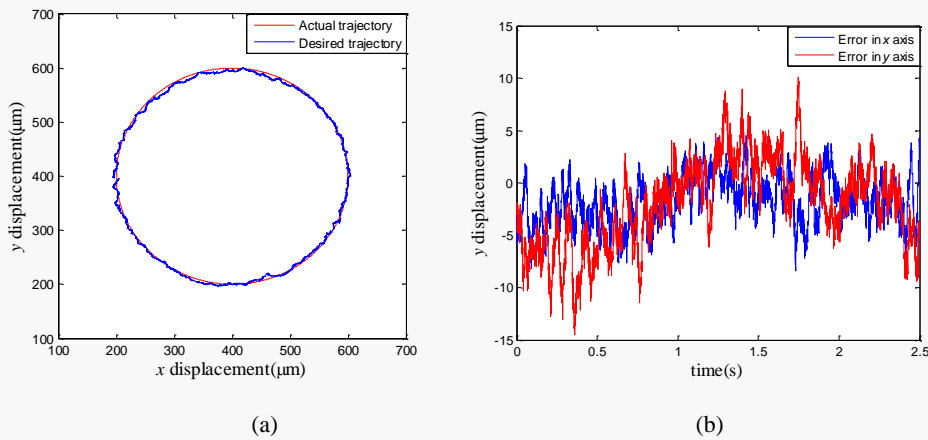 700
600
500
400
300
200
100
100 200 300 400 500 600 700
y displacement(μm)
x displacement(μm)
Actual trajectory
Desired trajectory
(a)
15
10
5
0
-5
-10
-15
0 0.5 1 1.5 2 2.5
y displacement(μm)
time(s)
Error in x axis
Error in y axis
(b)